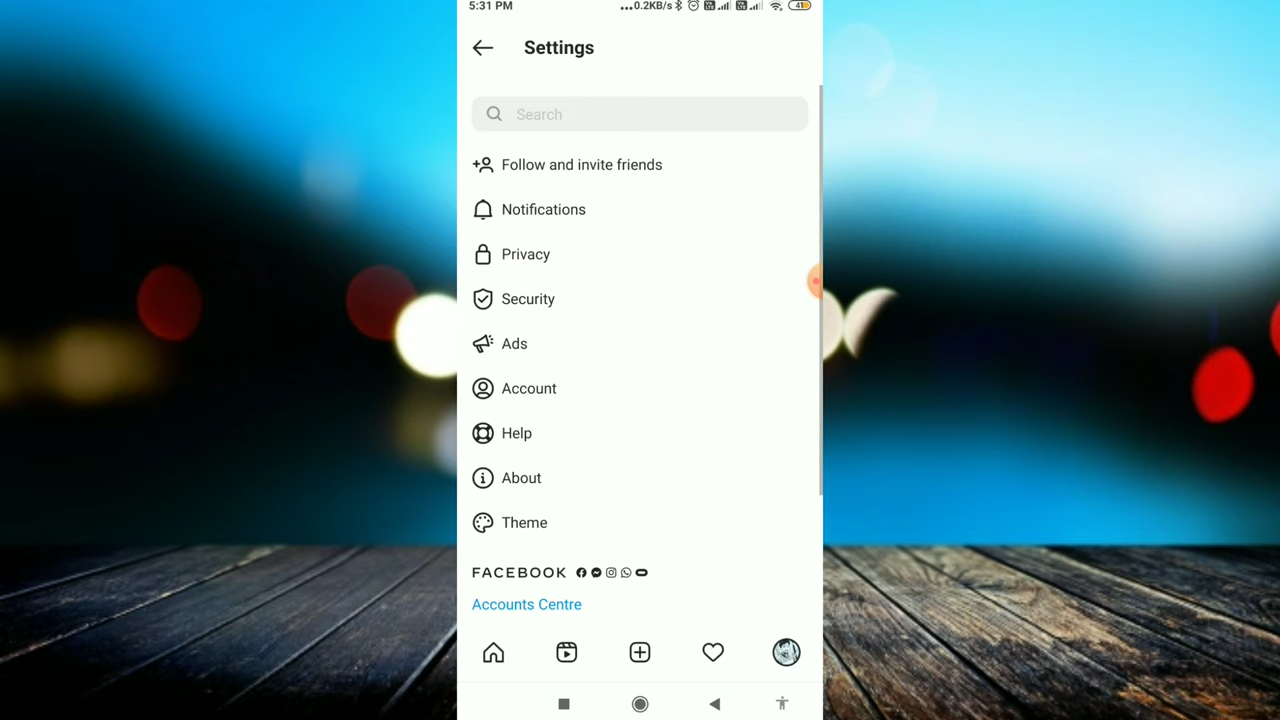 5:31 PM ...0.2KB/s 41
Settings
Search
Follow and invite friends
Notifications
Privacy
Security
Ads
Account
Help
About
Theme
FACEBOOK
Accounts Centre